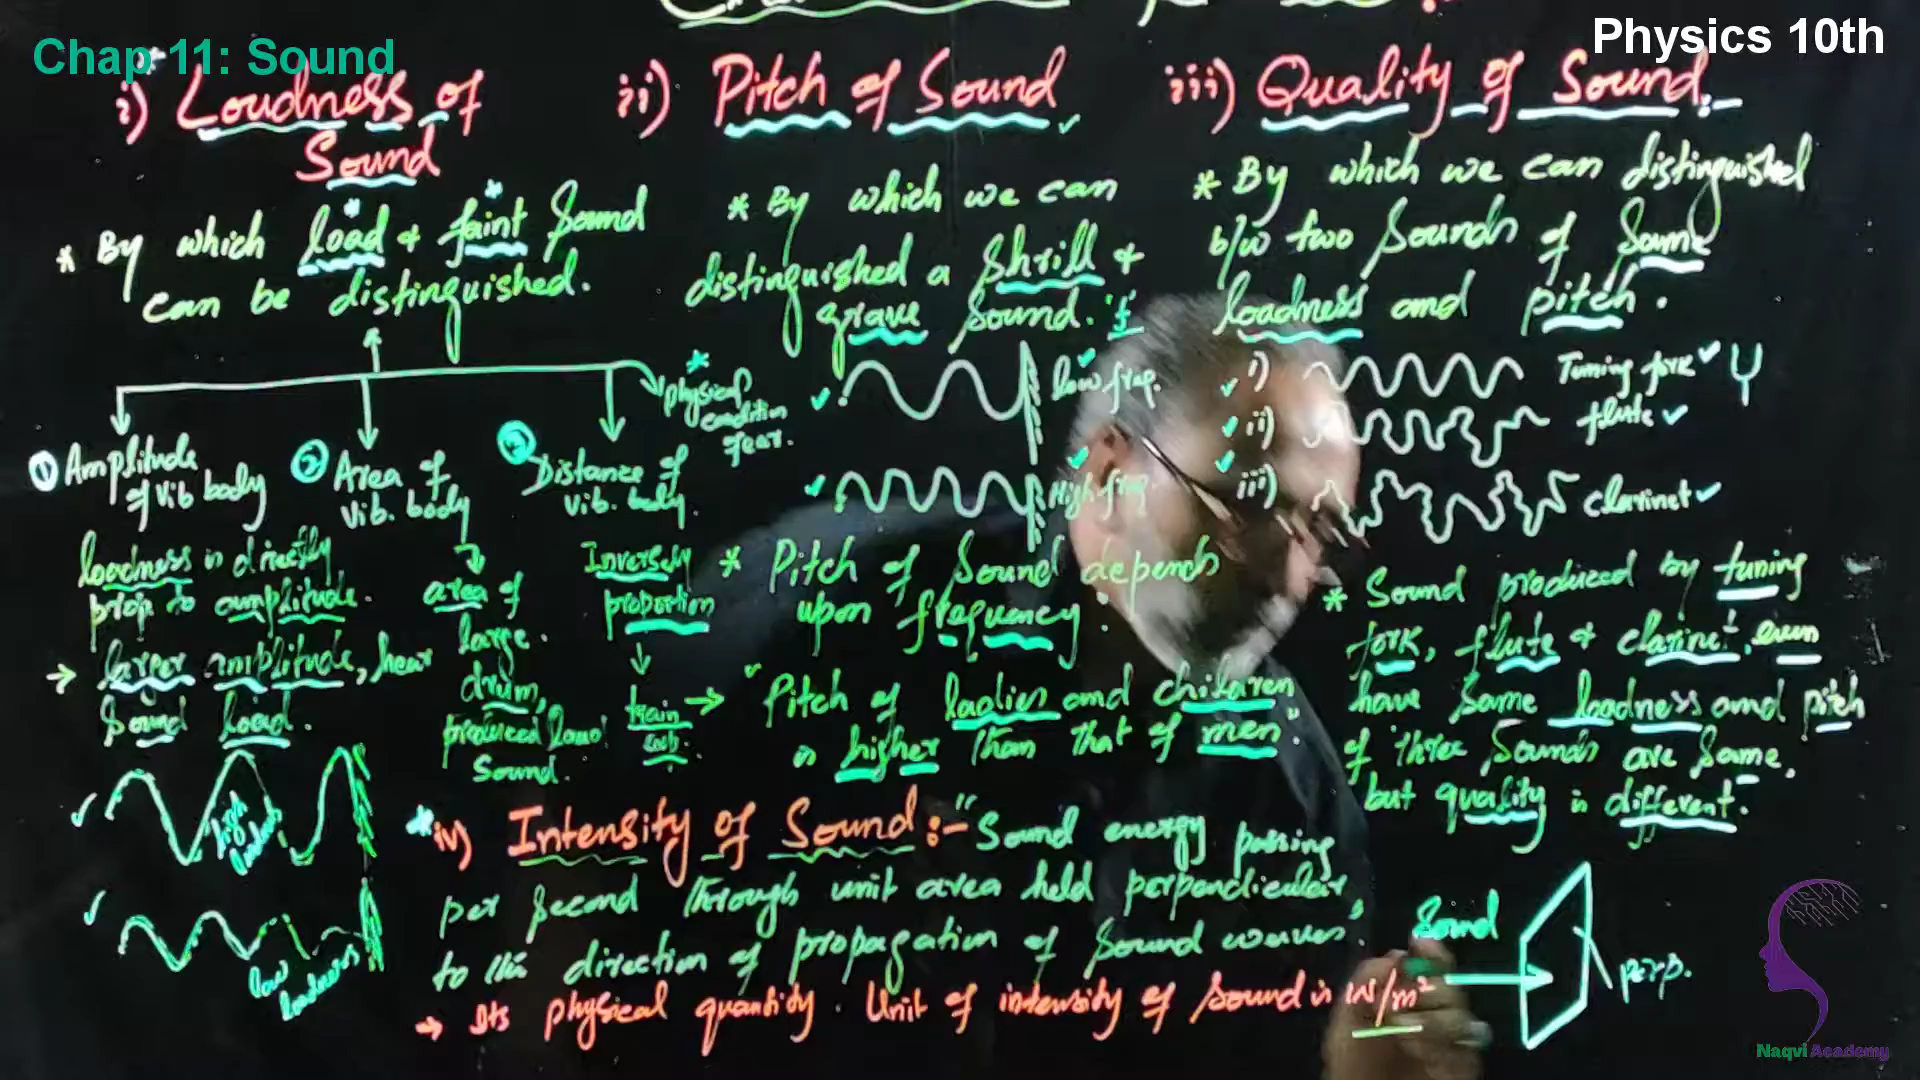 Chap 11: Sound
Physics 10th
i) Loudness of
Sound
* By which load & faint Sound
can be distinguished.
① Amplitude
of vib body
loadness is directly
prop to amplitude.
→ larger amplitude, hear
Sound load.
high
loadness
low
loadness
② Area of
vib. body
area of
large.
drum,
produced loud
Sound.
③ Distance of
vib. body.
Inversely
proportion
train
* physical
condition
of ear.
ii) Pitch of Sound
* By which we can
distinguished a Shrill &
grave Sound.
low freq.
High freq.
* Pitch of Sound depends
upon frequency.
→ "Pitch of ladies and children
is higher than that of men."
iii) Quality of Sound:-
* By which we can distinguished
b/w two Sounds of Same
loadness and pitch.
i) Tuning fork
ii) flute
iii) Clarinet
* Sound produced by tuning
fork, flute & clarinet, even
have same loadness and pitch
of three Sounds are Same,
but quality is different.
* iv) Intensity of Sound:- "Sound energy passing
per second through unit area held perpendicular
to the direction of propagation of Sound waves."
→ Its physical quantity. Unit of intensity of Sound is W/m²
Sound
perp.
Naqvi Academy